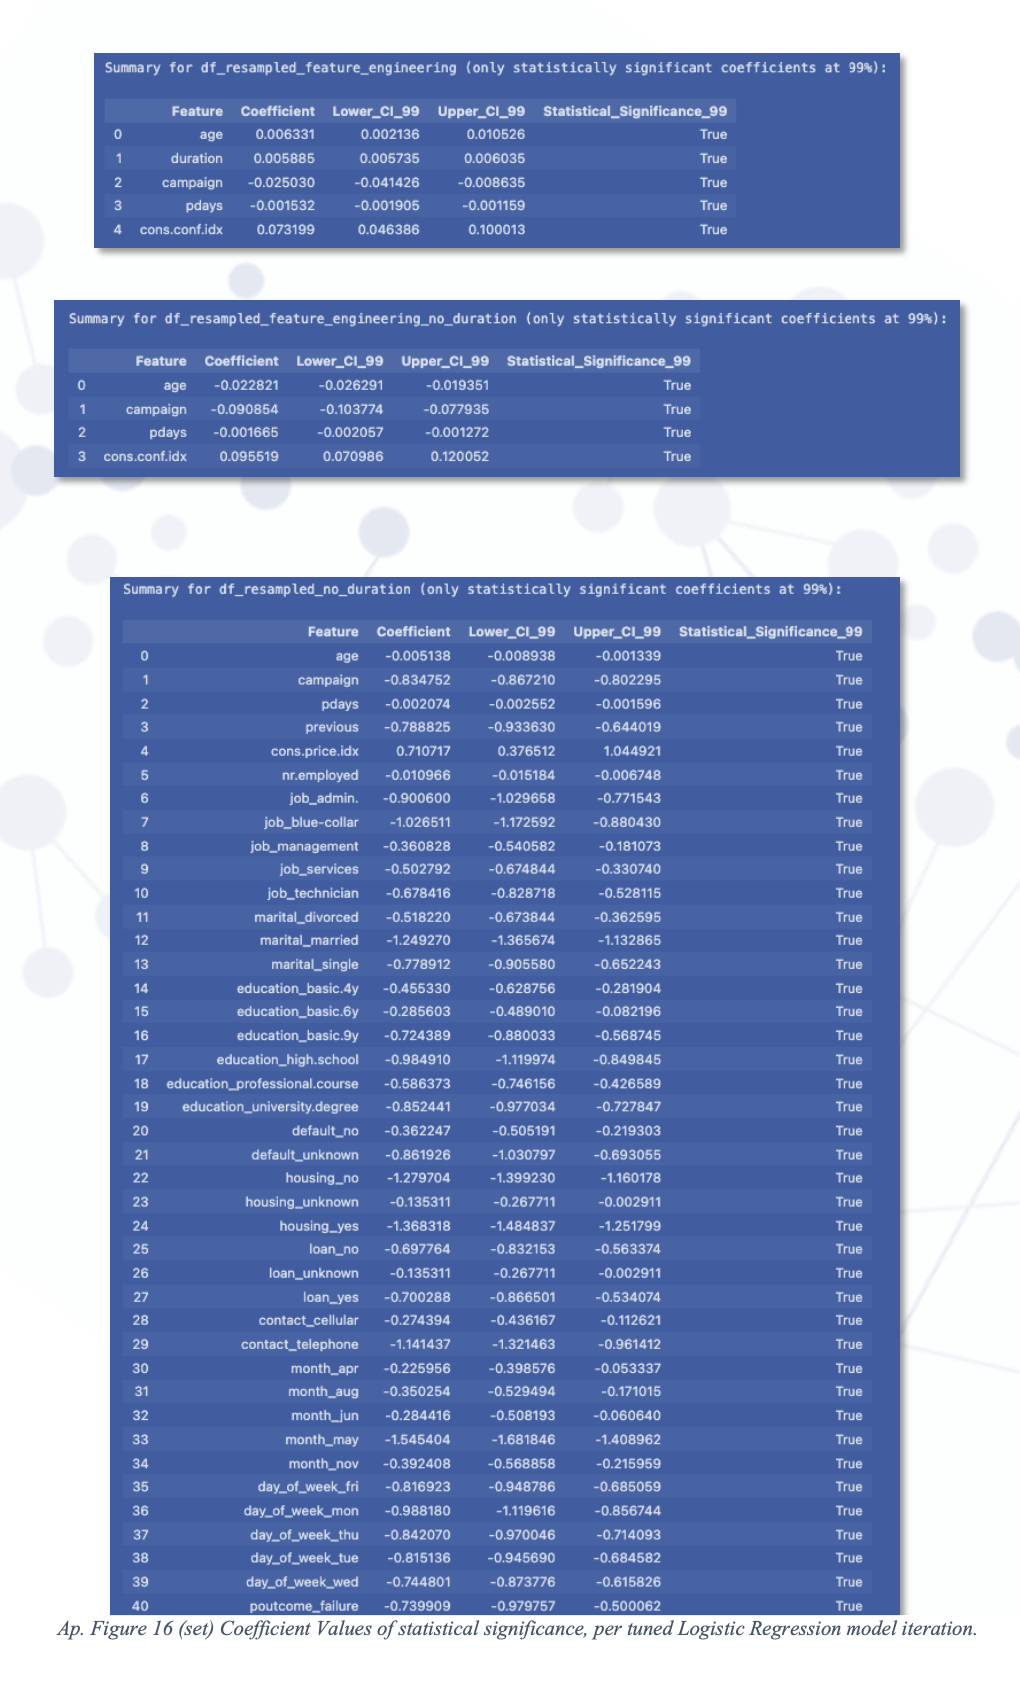 Summary for df_resampled_feature_engineering (only statistically significant coefficients at 99%):
Feature Coefficient Lower_CI_99 Upper_CI_99 Statistical_Significance_99
0 age 0.006331 0.002136 0.010526 True
1 duration 0.005885 0.005735 0.006035 True
2 campaign -0.025030 -0.041426 -0.008635 True
3 pdays -0.001532 -0.001905 -0.001159 True
4 cons.conf.idx 0.073199 0.046386 0.100013 True
Summary for df_resampled_feature_engineering_no_duration (only statistically significant coefficients at 99%):
Feature Coefficient Lower_CI_99 Upper_CI_99 Statistical_Significance_99
0 age -0.022821 -0.026291 -0.019351 True
1 campaign -0.090854 -0.103774 -0.077935 True
2 pdays -0.001665 -0.002057 -0.001272 True
3 cons.conf.idx 0.095519 0.070986 0.120052 True
Summary for df_resampled_no_duration (only statistically significant coefficients at 99%):
Feature Coefficient Lower_CI_99 Upper_CI_99 Statistical_Significance_99
0 age -0.005138 -0.008938 -0.001339 True
1 campaign -0.834752 -0.867210 -0.802295 True
2 pdays -0.002074 -0.002552 -0.001596 True
3 previous -0.788825 -0.933630 -0.644019 True
4 cons.price.idx 0.710717 0.376512 1.044921 True
5 nr.employed -0.010966 -0.015184 -0.006748 True
6 job_admin. -0.900600 -1.029658 -0.771543 True
7 job_blue-collar -1.026511 -1.172592 -0.880430 True
8 job_management -0.360828 -0.540582 -0.181073 True
9 job_services -0.502792 -0.674844 -0.330740 True
10 job_technician -0.678416 -0.828718 -0.528115 True
11 marital_divorced -0.518220 -0.673844 -0.362595 True
12 marital_married -1.249270 -1.365674 -1.132865 True
13 marital_single -0.778912 -0.905580 -0.652243 True
14 education_basic.4y -0.455330 -0.628756 -0.281904 True
15 education_basic.6y -0.285603 -0.489010 -0.082196 True
16 education_basic.9y -0.724389 -0.880033 -0.568745 True
17 education_high.school -0.984910 -1.119974 -0.849845 True
18 education_professional.course -0.586373 -0.746156 -0.426589 True
19 education_university.degree -0.852441 -0.977034 -0.727847 True
20 default_no -0.362247 -0.505191 -0.219303 True
21 default_unknown -0.861926 -1.030797 -0.693055 True
22 housing_no -1.279704 -1.399230 -1.160178 True
23 housing_unknown -0.135311 -0.267711 -0.002911 True
24 housing_yes -1.368318 -1.484837 -1.251799 True
25 loan_no -0.697764 -0.832153 -0.563374 True
26 loan_unknown -0.135311 -0.267711 -0.002911 True
27 loan_yes -0.700288 -0.866501 -0.534074 True
28 contact_cellular -0.274394 -0.436167 -0.112621 True
29 contact_telephone -1.141437 -1.321463 -0.961412 True
30 month_apr -0.225956 -0.398576 -0.053337 True
31 month_aug -0.350254 -0.529494 -0.171015 True
32 month_jun -0.284416 -0.508193 -0.060640 True
33 month_may -1.545404 -1.681846 -1.408962 True
34 month_nov -0.392408 -0.568858 -0.215959 True
35 day_of_week_fri -0.816923 -0.948786 -0.685059 True
36 day_of_week_mon -0.988180 -1.119616 -0.856744 True
37 day_of_week_thu -0.842070 -0.970046 -0.714093 True
38 day_of_week_tue -0.815136 -0.945690 -0.684582 True
39 day_of_week_wed -0.744801 -0.873776 -0.615826 True
40 poutcome_failure -0.739909 -0.979757 -0.500062 True
Ap. Figure 16 (set) Coefficient Values of statistical significance, per tuned Logistic Regression model iteration.